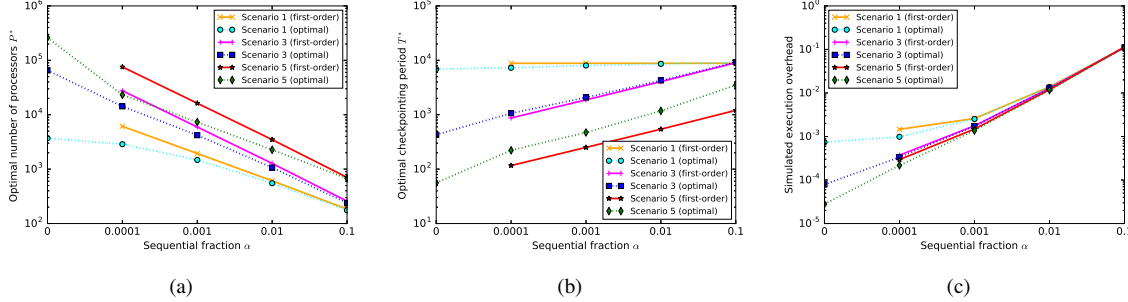 10^6
10^5
10^4
10^3
10^2
Optimal number of processors P*
Scenario 1 (first-order)
Scenario 1 (optimal)
Scenario 3 (first-order)
Scenario 3 (optimal)
Scenario 5 (first-order)
Scenario 5 (optimal)
0 0.0001 0.001 0.01 0.1
Sequential fraction α
(a)
10^5
10^4
10^3
10^2
10^1
Optimal checkpointing period T*
Scenario 1 (first-order)
Scenario 1 (optimal)
Scenario 3 (first-order)
Scenario 3 (optimal)
Scenario 5 (first-order)
Scenario 5 (optimal)
0 0.0001 0.001 0.01 0.1
Sequential fraction α
(b)
10^0
10^-1
10^-2
10^-3
10^-4
10^-5
Simulated execution overhead
Scenario 1 (first-order)
Scenario 1 (optimal)
Scenario 3 (first-order)
Scenario 3 (optimal)
Scenario 5 (first-order)
Scenario 5 (optimal)
0 0.0001 0.001 0.01 0.1
Sequential fraction α
(c)